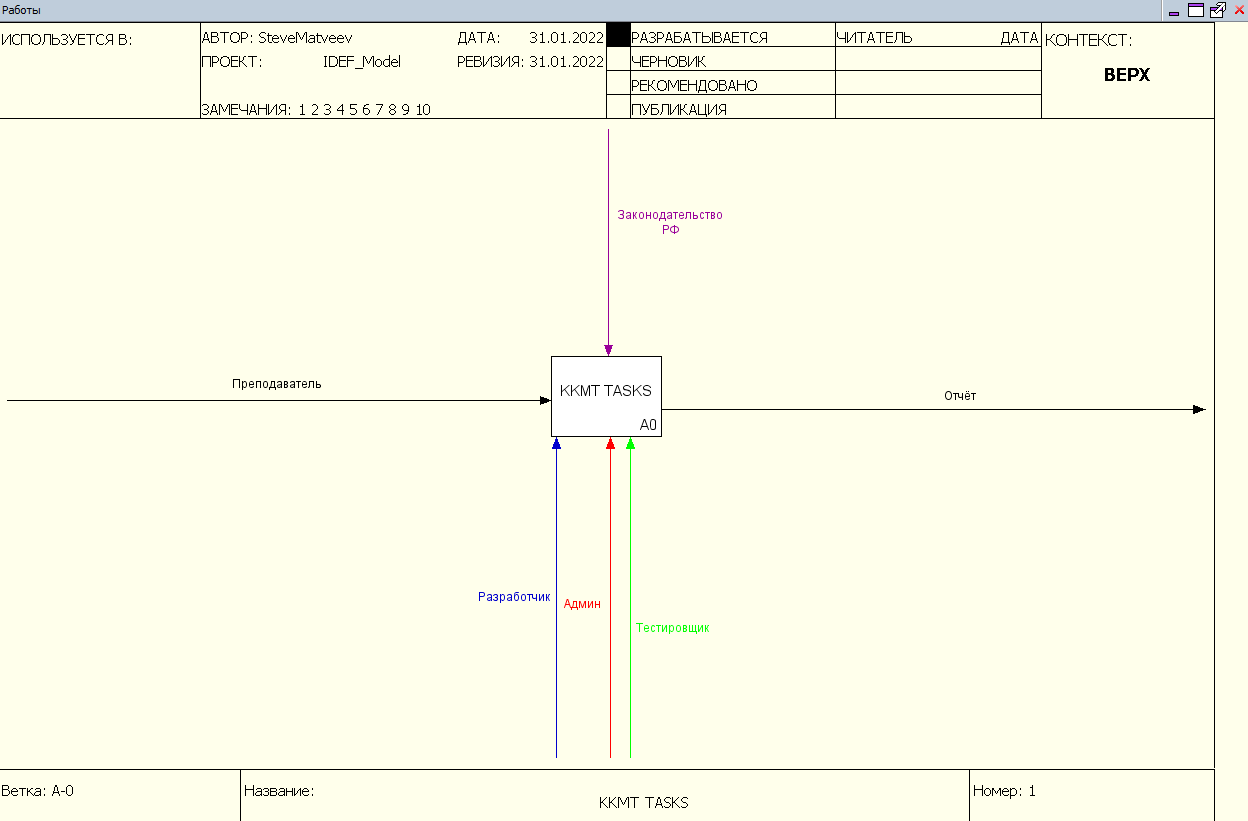 Работы
ИСПОЛЬЗУЕТСЯ В:
АВТОР: SteveMatveev
ДАТА: 31.01.2022
РАЗРАБАТЫВАЕТСЯ
ЧИТАТЕЛЬ
ДАТА
КОНТЕКСТ:
ПРОЕКТ: IDEF_Model
РЕВИЗИЯ: 31.01.2022
ЧЕРНОВИК
ВЕРХ
РЕКОМЕНДОВАНО
ЗАМЕЧАНИЯ: 1 2 3 4 5 6 7 8 9 10
ПУБЛИКАЦИЯ
Законодательство
РФ
Преподаватель
KKMT TASKS
A0
Отчёт
Разработчик
Админ
Тестировщик
Ветка: A-0
Название:
KKMT TASKS
Номер: 1